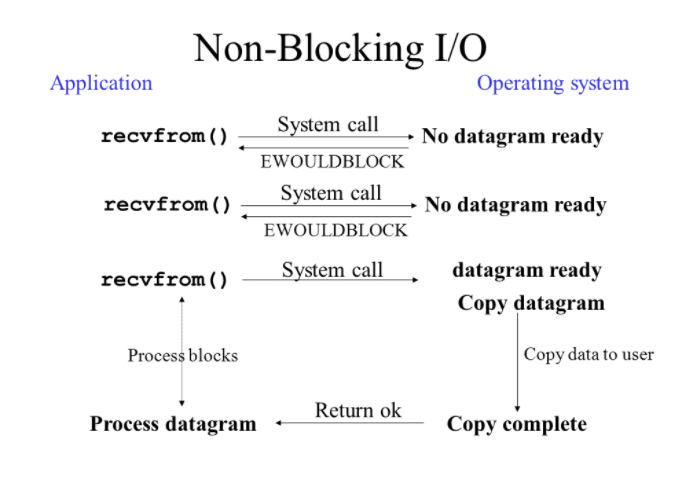 Non-Blocking I/O
Application
Operating system
recvfrom()
System call
No datagram ready
EWOULDBLOCK
recvfrom()
System call
No datagram ready
EWOULDBLOCK
recvfrom()
System call
datagram ready
Copy datagram
Process blocks
Copy data to user
Process datagram
Return ok
Copy complete